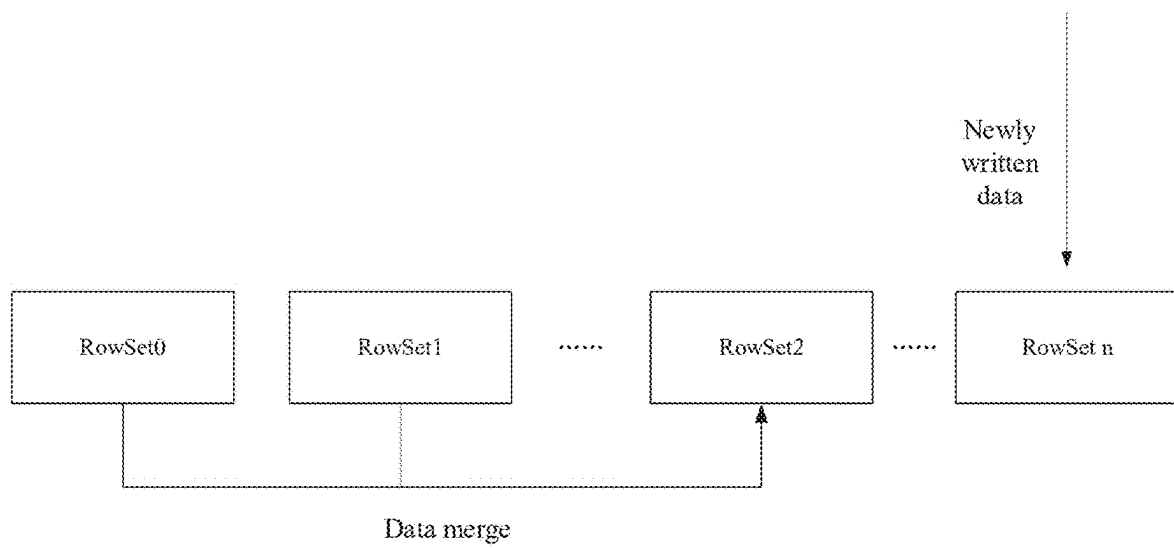 Newly
written
data
RowSet0 RowSet1 ...... RowSet2 ...... RowSet n
Data merge